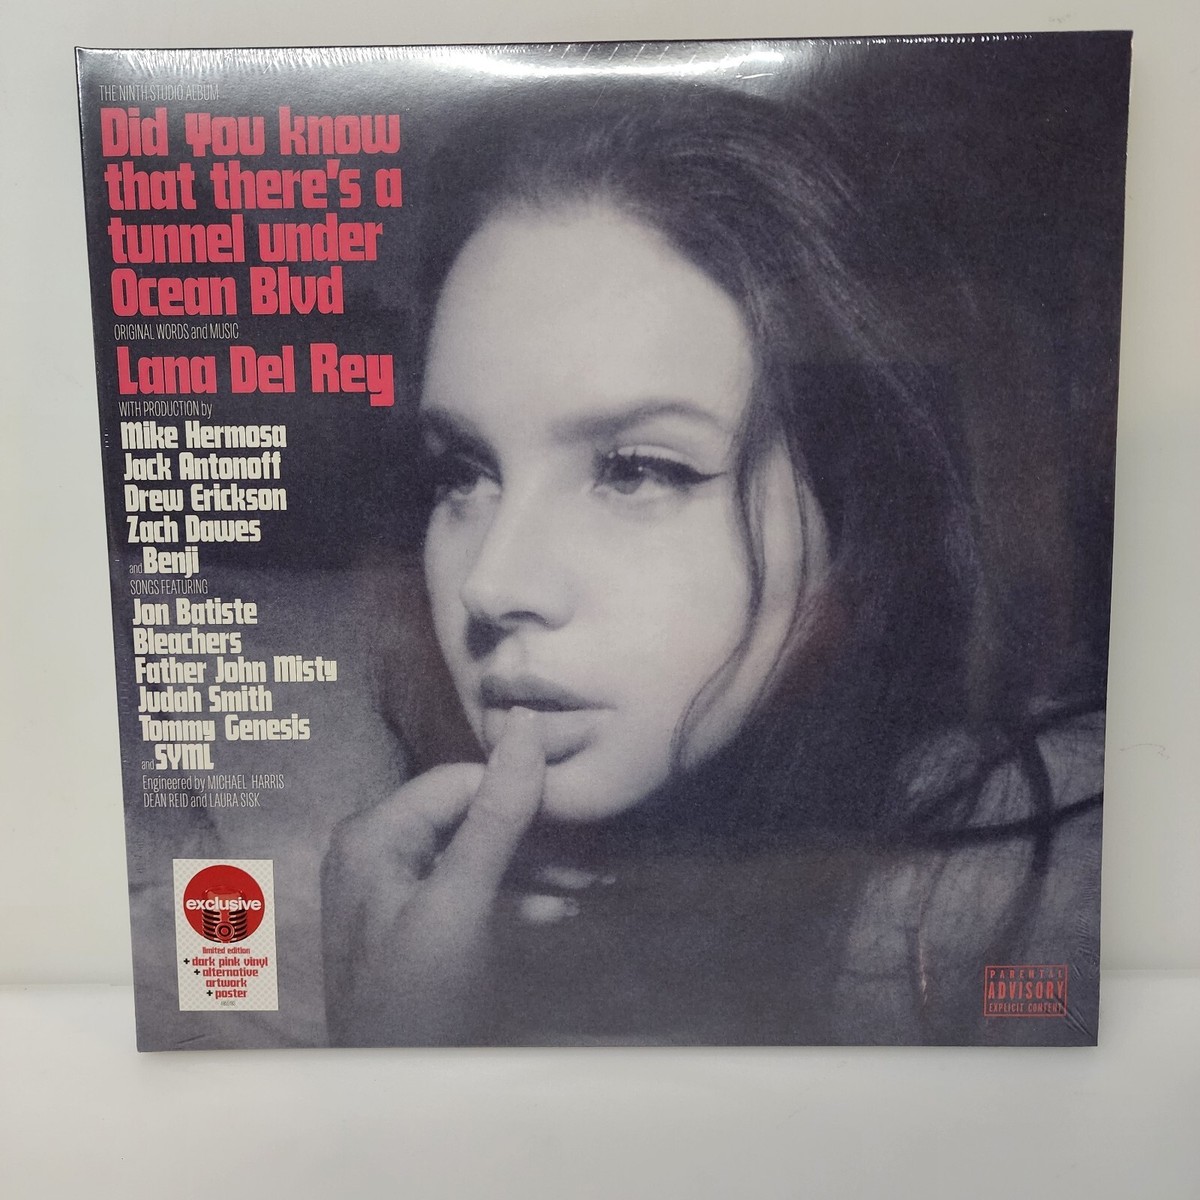 THE NINTH STUDIO ALBUM
Did you know
that there's a
tunnel under
Ocean Blvd
ORIGINAL WORDS and MUSIC
Lana Del Rey
WITH PRODUCTION by
Mike Hermosa
Jack Antonoff
Drew Erickson
Zach Dawes
and Benji
SONGS FEATURING
Jon Batiste
Bleachers
Father John Misty
Judah Smith
Tommy Genesis
and SYML
Engineered by MICHAEL HARRIS
DEAN REID and LAURA SISK
exclusive
limited edition
+ dark pink vinyl
+ alternative
artwork
+ poster
PARENTAL
ADVISORY
EXPLICIT CONTENT